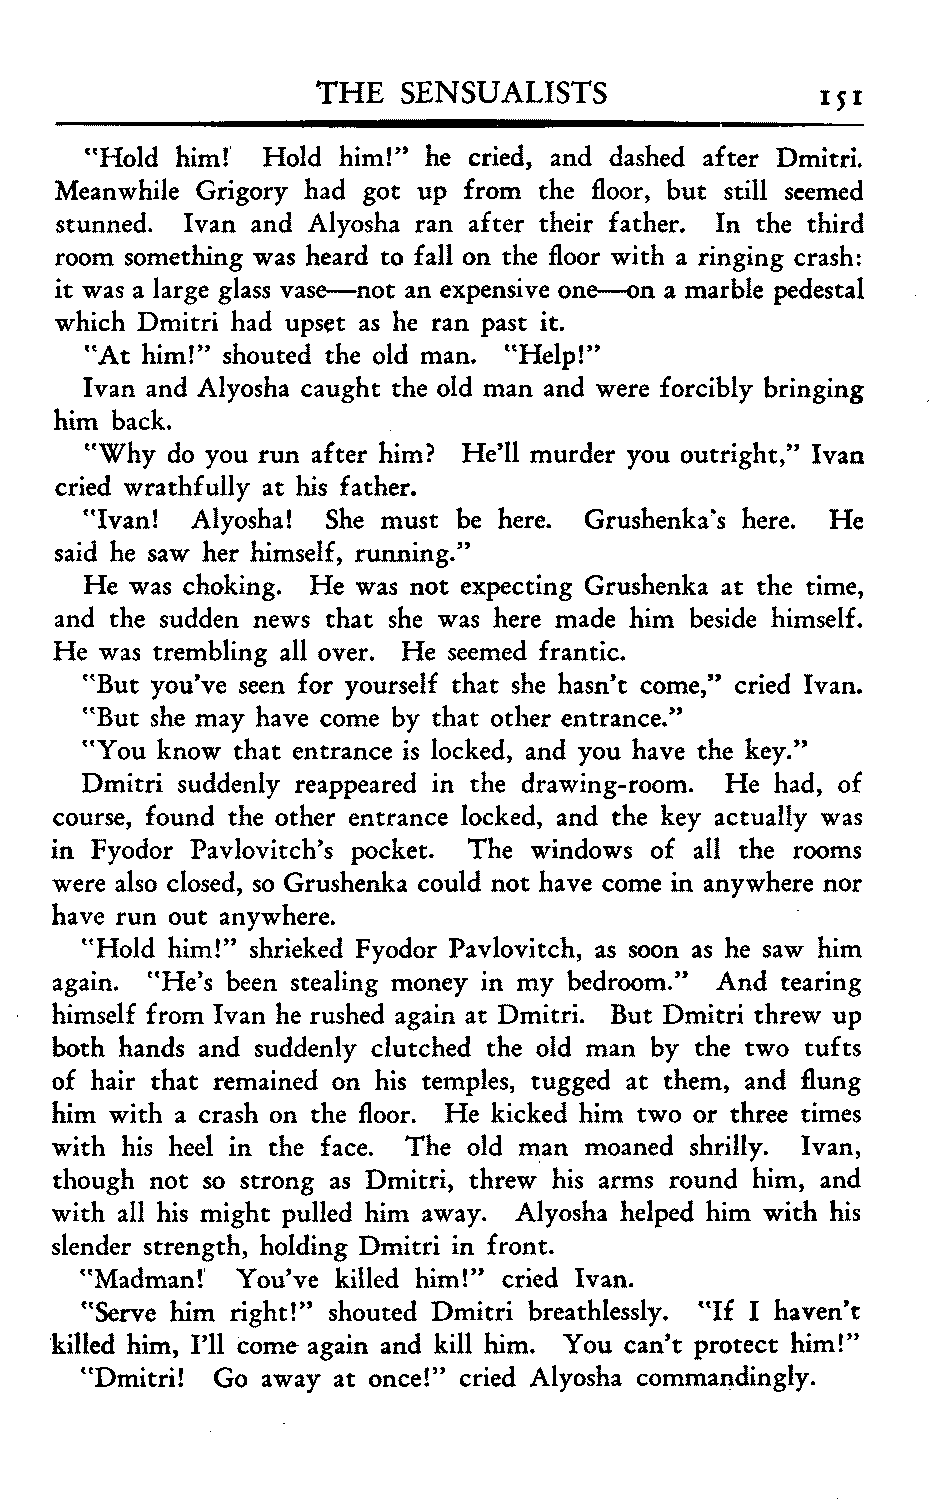 THE SENSUALISTS 151
"Hold him! Hold him!" he cried, and dashed after Dmitri.
Meanwhile Grigory had got up from the floor, but still seemed
stunned. Ivan and Alyosha ran after their father. In the third
room something was heard to fall on the floor with a ringing crash:
it was a large glass vase—not an expensive one—on a marble pedestal
which Dmitri had upset as he ran past it.
"At him!" shouted the old man. "Help!"
Ivan and Alyosha caught the old man and were forcibly bringing
him back.
"Why do you run after him? He'll murder you outright," Ivan
cried wrathfully at his father.
"Ivan! Alyosha! She must be here. Grushenka's here. He
said he saw her himself, running."
He was choking. He was not expecting Grushenka at the time,
and the sudden news that she was here made him beside himself.
He was trembling all over. He seemed frantic.
"But you've seen for yourself that she hasn't come," cried Ivan.
"But she may have come by that other entrance."
"You know that entrance is locked, and you have the key."
Dmitri suddenly reappeared in the drawing-room. He had, of
course, found the other entrance locked, and the key actually was
in Fyodor Pavlovitch's pocket. The windows of all the rooms
were also closed, so Grushenka could not have come in anywhere nor
have run out anywhere.
"Hold him!" shrieked Fyodor Pavlovitch, as soon as he saw him
again. "He's been stealing money in my bedroom." And tearing
himself from Ivan he rushed again at Dmitri. But Dmitri threw up
both hands and suddenly clutched the old man by the two tufts
of hair that remained on his temples, tugged at them, and flung
him with a crash on the floor. He kicked him two or three times
with his heel in the face. The old man moaned shrilly. Ivan,
though not so strong as Dmitri, threw his arms round him, and
with all his might pulled him away. Alyosha helped him with his
slender strength, holding Dmitri in front.
"Madman! You've killed him!" cried Ivan.
"Serve him right!" shouted Dmitri breathlessly. "If I haven't
killed him, I'll come again and kill him. You can't protect him!"
"Dmitri! Go away at once!" cried Alyosha commandingly.